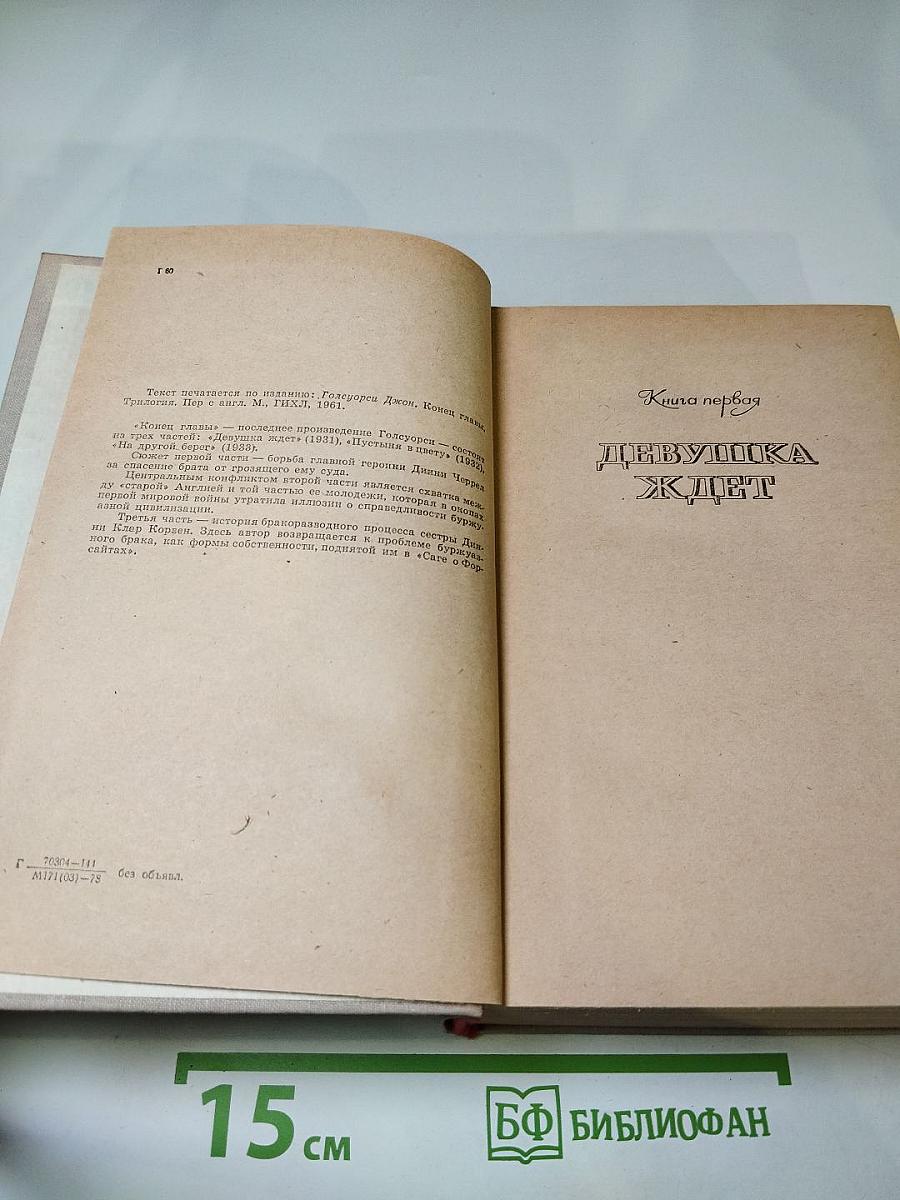 Г 60
Текст печатается по изданию: Голсуорси Джон. Конец главы.
Трилогия. Пер с англ. М., ГИХЛ, 1961.
«Конец главы» — последнее произведение Голсуорси — состоит
из трех частей: «Девушка ждет» (1931), «Пустыня в цвету» (1932),
«На другой берег» (1933).
Сюжет первой части — борьба главной героини Динни Черрел
за спасение брата от грозящего ему суда.
Центральным конфликтом второй части является схватка меж-
ду «старой» Англией и той частью ее молодежи, которая в окопах
первой мировой войны утратила иллюзии о справедливости буржу-
азной цивилизации.
Третья часть — история бракоразводного процесса сестры Дин-
ни Клер Корвен. Здесь автор возвращается к проблеме буржуаз-
ного брака, как формы собственности, поднятой им в «Саге о Фор-
сайтах».
Г 70304—141
М171(03)—78 без объявл.
Книга первая
ДЕВУШКА
ЖДЕТ
15 см
БФ БИБЛИОФАН